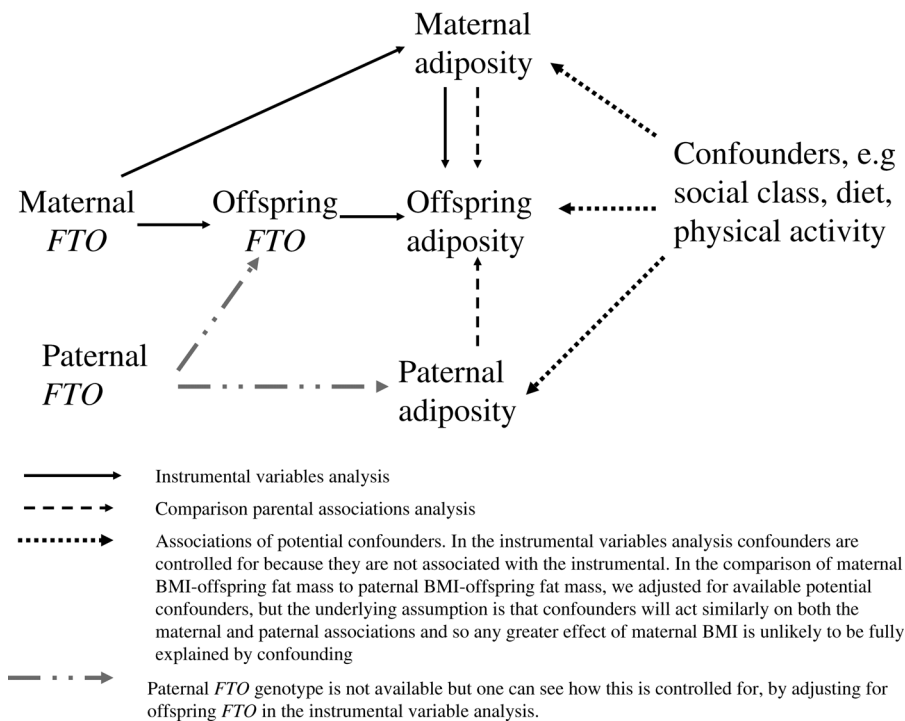 Maternal
adiposity
Confounders, e.g
social class, diet,
physical activity
Maternal
FTO
Offspring
FTO
Offspring
adiposity
Paternal
FTO
Paternal
adiposity
Instrumental variables analysis
Comparison parental associations analysis
Associations of potential confounders. In the instrumental variables analysis confounders are
controlled for because they are not associated with the instrumental. In the comparison of maternal
BMI-offspring fat mass to paternal BMI-offspring fat mass, we adjusted for available potential
confounders, but the underlying assumption is that confounders will act similarly on both the
maternal and paternal associations and so any greater effect of maternal BMI is unlikely to be fully
explained by confounding
Paternal FTO genotype is not available but one can see how this is controlled for, by adjusting for
offspring FTO in the instrumental variable analysis.